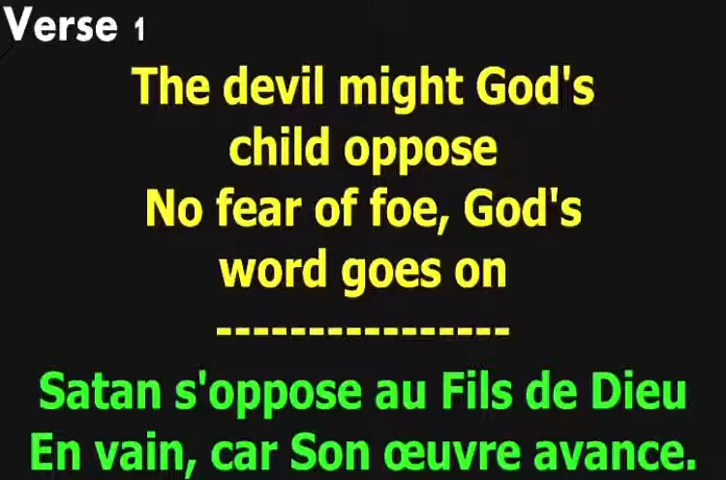 Verse 1
The devil might God's
child oppose
No fear of foe, God's
word goes on
----------------
Satan s'oppose au Fils de Dieu
En vain, car Son œuvre avance.